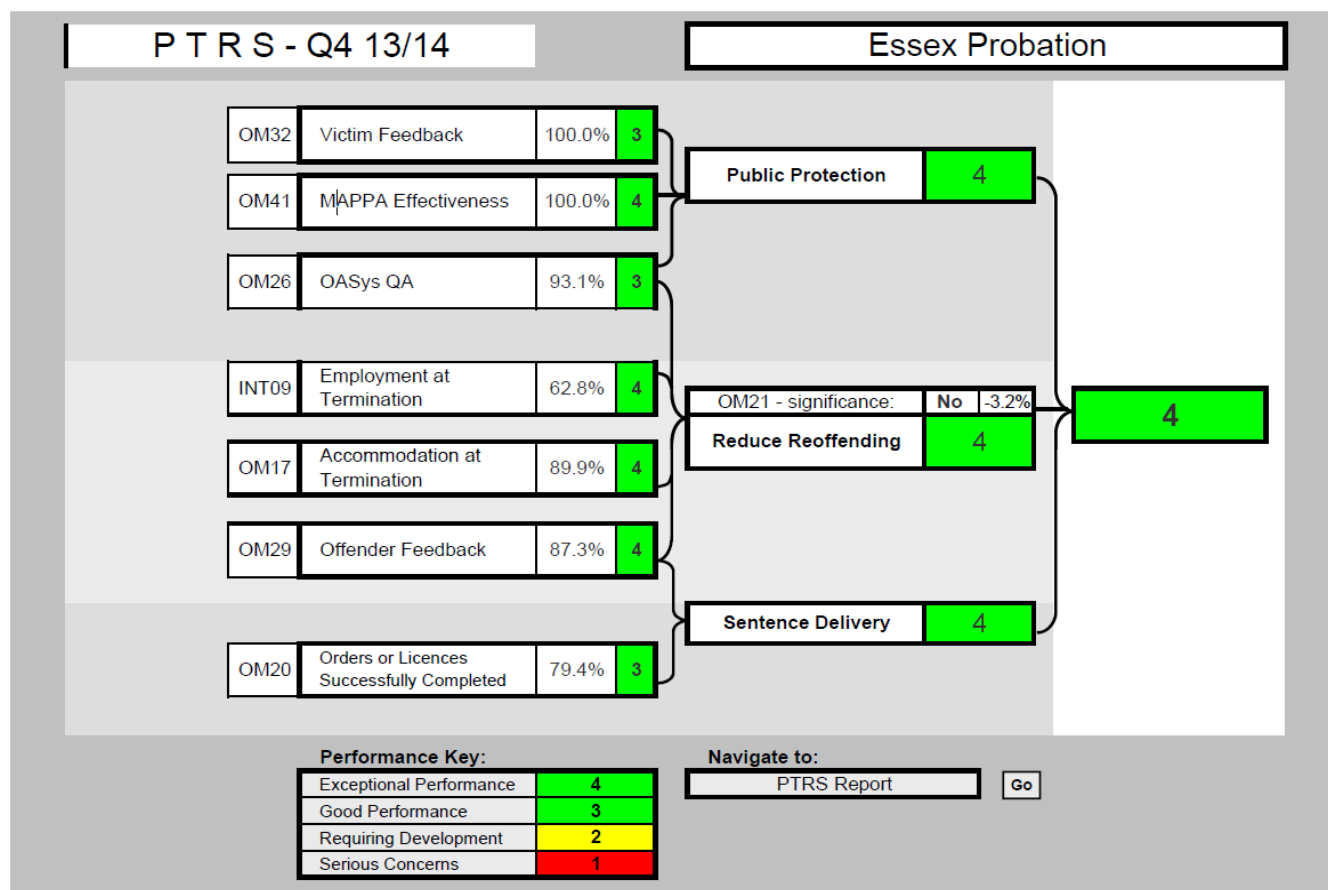 P T R S - Q4 13/14
Essex Probation
OM32 Victim Feedback 100.0% 3
Public Protection 4
OM41 MAPPA Effectiveness 100.0% 4
OM26 OASys QA 93.1% 3
INT09 Employment at
Termination 62.8% 4
OM21 - significance: No -3.2%
Reduce Reoffending 4
4
OM17 Accommodation at
Termination 89.9% 4
OM29 Offender Feedback 87.3% 4
Sentence Delivery 4
OM20 Orders or Licences
Successfully Completed 79.4% 3
Performance Key:
Exceptional Performance 4
Good Performance 3
Requiring Development 2
Serious Concerns 1
Navigate to:
PTRS Report Go